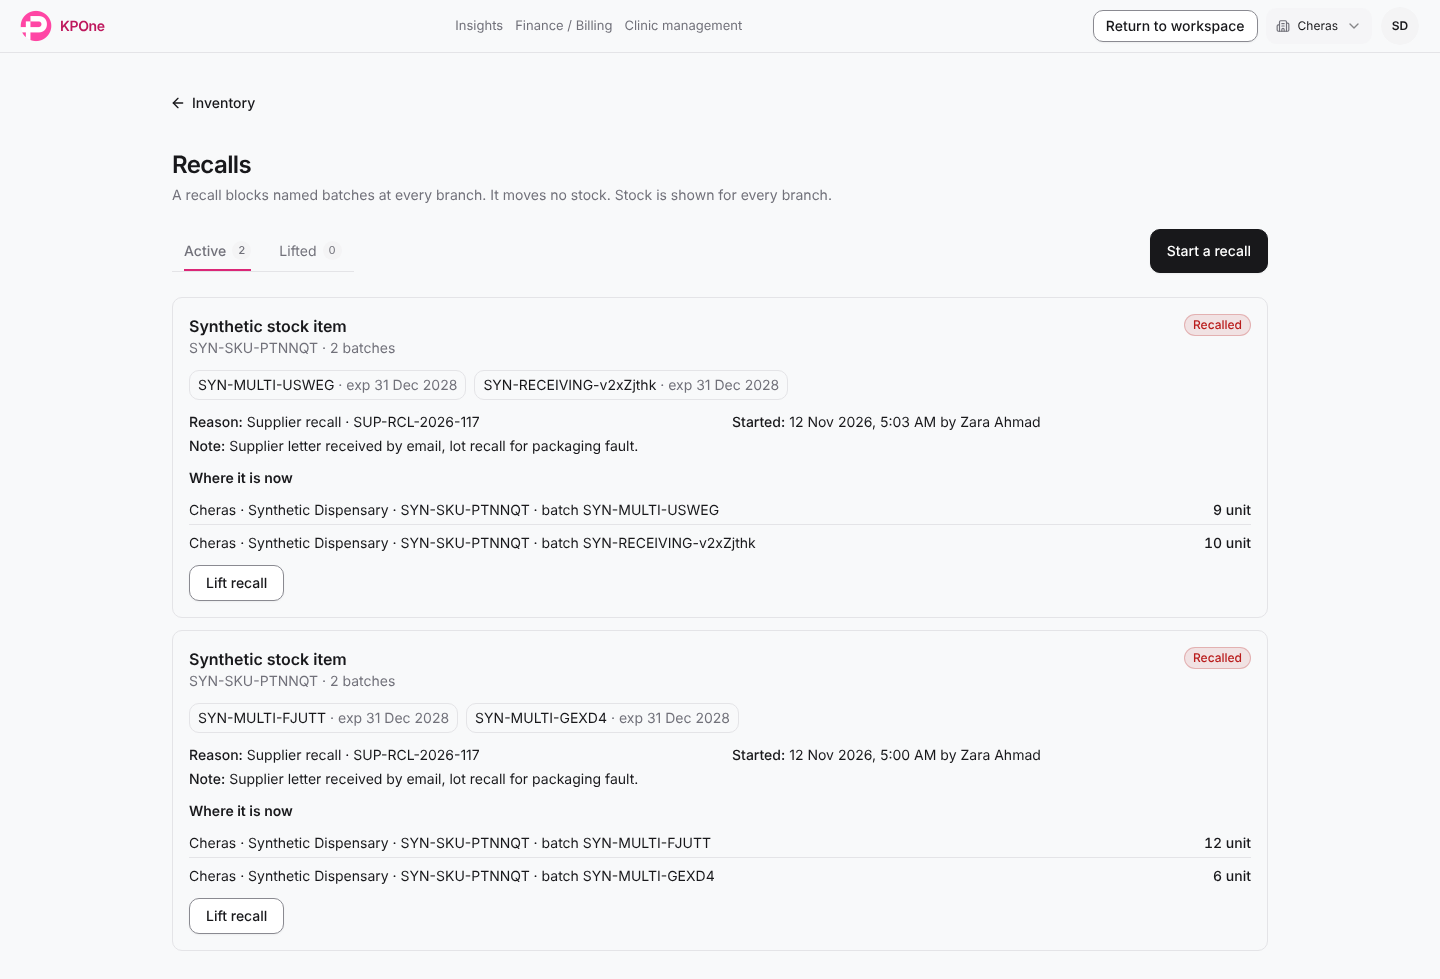 KPOne
Insights Finance / Billing Clinic management
Return to workspace
Cheras
SD
Inventory
Recalls
A recall blocks named batches at every branch. It moves no stock. Stock is shown for every branch.
Active 2 Lifted 0
Start a recall
Synthetic stock item
Recalled
SYN-SKU-PTNNQT · 2 batches
SYN-MULTI-USWEG · exp 31 Dec 2028 SYN-RECEIVING-v2xZjthk · exp 31 Dec 2028
Reason: Supplier recall · SUP-RCL-2026-117 Started: 12 Nov 2026, 5:03 AM by Zara Ahmad
Note: Supplier letter received by email, lot recall for packaging fault.
Where it is now
Cheras · Synthetic Dispensary · SYN-SKU-PTNNQT · batch SYN-MULTI-USWEG 9 unit
Cheras · Synthetic Dispensary · SYN-SKU-PTNNQT · batch SYN-RECEIVING-v2xZjthk 10 unit
Lift recall
Synthetic stock item
Recalled
SYN-SKU-PTNNQT · 2 batches
SYN-MULTI-FJUTT · exp 31 Dec 2028 SYN-MULTI-GEXD4 · exp 31 Dec 2028
Reason: Supplier recall · SUP-RCL-2026-117 Started: 12 Nov 2026, 5:00 AM by Zara Ahmad
Note: Supplier letter received by email, lot recall for packaging fault.
Where it is now
Cheras · Synthetic Dispensary · SYN-SKU-PTNNQT · batch SYN-MULTI-FJUTT 12 unit
Cheras · Synthetic Dispensary · SYN-SKU-PTNNQT · batch SYN-MULTI-GEXD4 6 unit
Lift recall